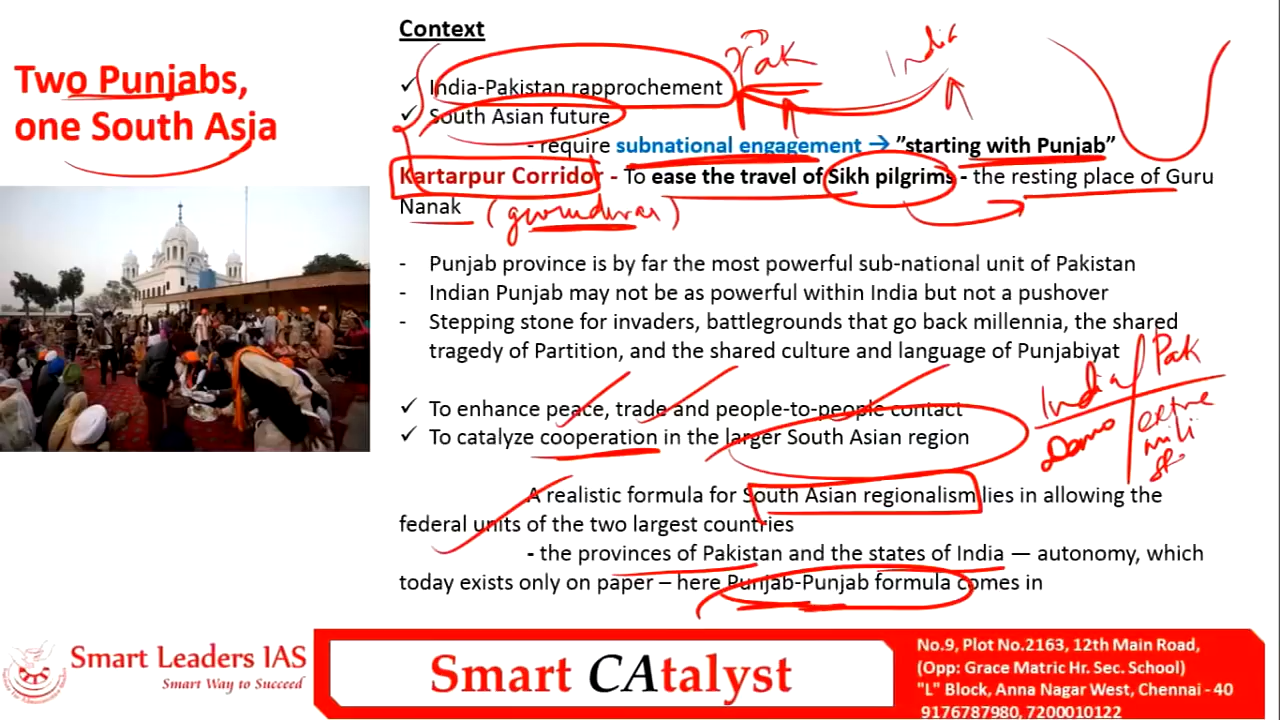 Context
Two Punjabs,
one South Asia
✓ India-Pakistan rapprochement
Pak
India
✓ South Asian future
- require subnational engagement → ”starting with Punjab“
Kartarpur Corridor - To ease the travel of Sikh pilgrims - the resting place of Guru
Nanak (gurudwar)
- Punjab province is by far the most powerful sub-national unit of Pakistan
- Indian Punjab may not be as powerful within India but not a pushover
- Stepping stone for invaders, battlegrounds that go back millennia, the shared
tragedy of Partition, and the shared culture and language of Punjabiyat
India Pak
Demo extre
mili
✓ To enhance peace, trade and people-to-people contact
✓ To catalyze cooperation in the larger South Asian region
A realistic formula for South Asian regionalism lies in allowing the
federal units of the two largest countries
- the provinces of Pakistan and the states of India — autonomy, which
today exists only on paper – here Punjab-Punjab formula comes in
Smart Leaders IAS
Smart Way to Succeed
Smart CAtalyst
No.9, Plot No.2163, 12th Main Road,
(Opp: Grace Matric Hr. Sec. School)
"L" Block, Anna Nagar West, Chennai - 40
9176787980, 7200010122